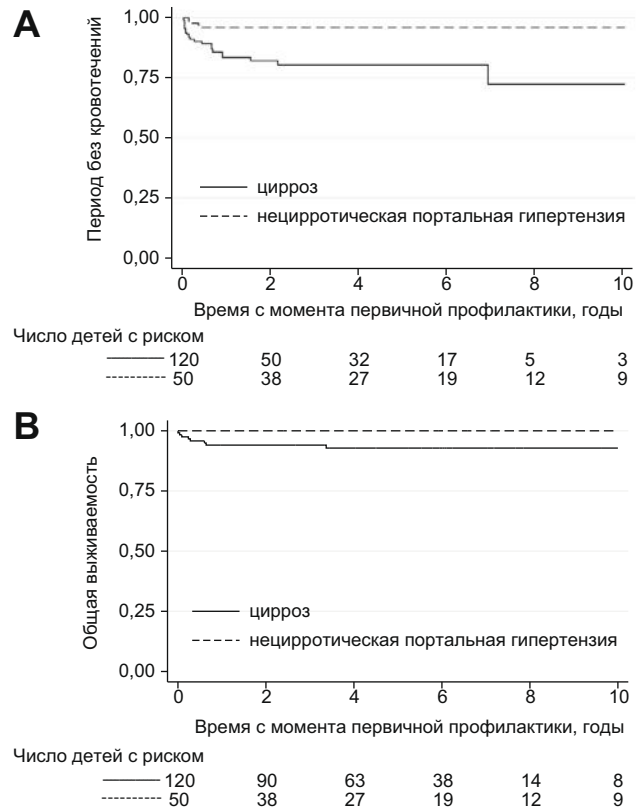 A
Период без кровотечений
1,00
0,75
0,50
0,25
0,00
цирроз
нецирротическая портальная гипертензия
0 2 4 6 8 10
Время с момента первичной профилактики, годы
Число детей с риском
120 50 32 17 5 3
50 38 27 19 12 9
B
Общая выживаемость
1,00
0,75
0,50
0,25
0,00
цирроз
нецирротическая портальная гипертензия
0 2 4 6 8 10
Время с момента первичной профилактики, годы
Число детей с риском
120 90 63 38 14 8
50 38 27 19 12 9